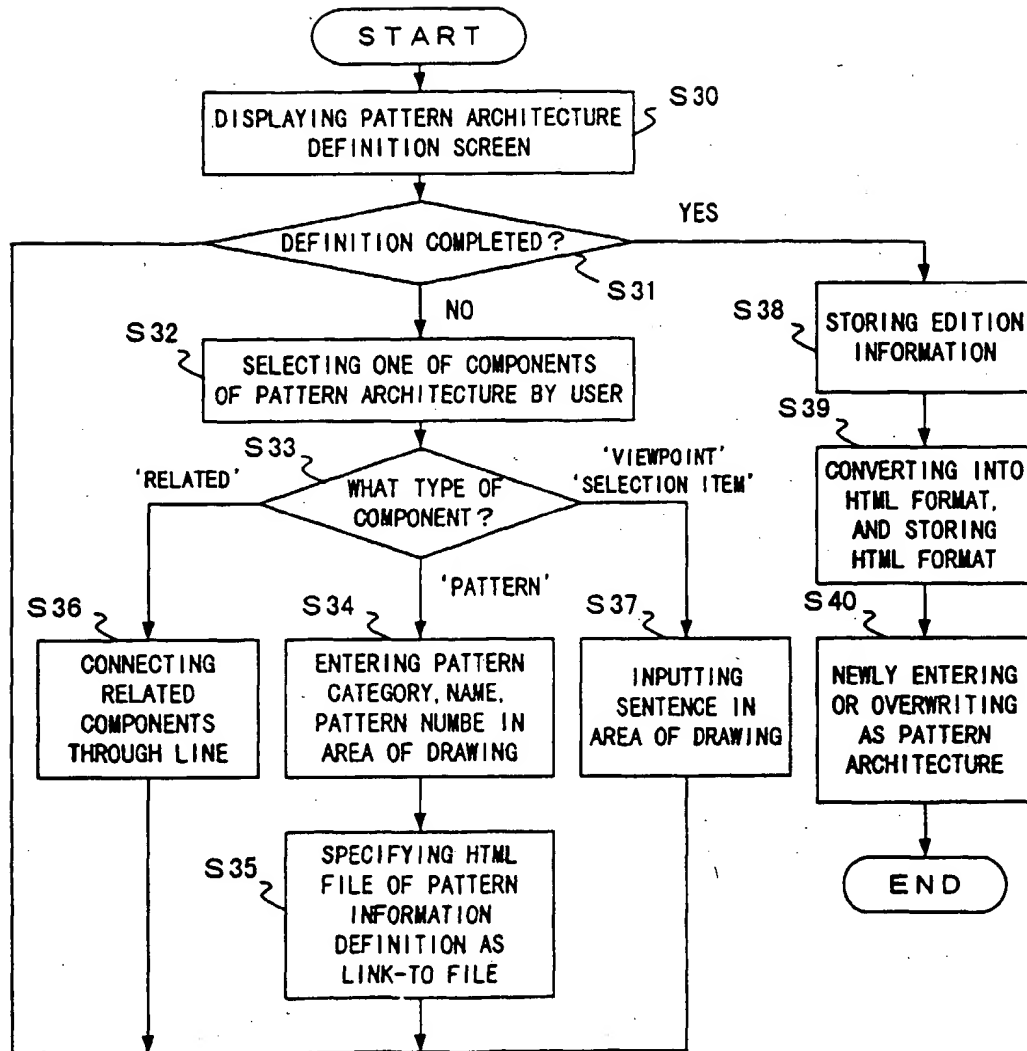 START
S30
DISPLAYING PATTERN ARCHITECTURE
DEFINITION SCREEN
YES
DEFINITION COMPLETED?
S31
NO
S32
SELECTING ONE OF COMPONENTS
OF PATTERN ARCHITECTURE BY USER
S38
STORING EDITION
INFORMATION
S33
'RELATED'
WHAT TYPE OF
COMPONENT?
'VIEWPOINT'
'SELECTION ITEM'
'PATTERN'
S39
CONVERTING INTO
HTML FORMAT,
AND STORING
HTML FORMAT
S36
CONNECTING
RELATED
COMPONENTS
THROUGH LINE
S34
ENTERING PATTERN
CATEGORY, NAME,
PATTERN NUMBE IN
AREA OF DRAWING
S37
INPUTTING
SENTENCE IN
AREA OF DRAWING
S40
NEWLY ENTERING
OR OVERWRITING
AS PATTERN
ARCHITECTURE
S35
SPECIFYING HTML
FILE OF PATTERN
INFORMATION
DEFINITION AS
LINK-TO FILE
END